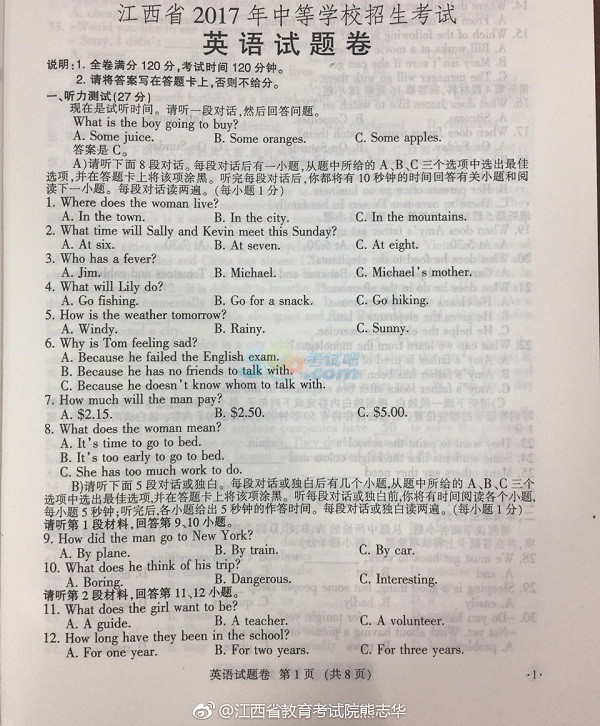 江西省 2017 年中等学校招生考试
英语试题卷
说明:1. 全卷满分 120 分,考试时间 120 分钟。
2. 请将答案写在答题卡上,否则不给分。
一、听力测试(27 分)
现在是试听时间。请听一段对话,然后回答问题。
What is the boy going to buy?
A. Some juice. B. Some oranges. C. Some apples.
答案是 C。
A)请听下面 8 段对话。每段对话后有一小题,从题中所给的 A、B、C 三个选项中选出最佳
选项,并在答题卡上将该项涂黑。听完每段对话后,你都将有 10 秒钟的时间回答有关小题和阅
读下一小题。每段对话读两遍。(每小题 1 分)
1. Where does the woman live?
A. In the town. B. In the city. C. In the mountains.
2. What time will Sally and Kevin meet this Sunday?
A. At six. B. At seven. C. At eight.
3. Who has a fever?
A. Jim. B. Michael. C. Michael's mother.
4. What will Lily do?
A. Go fishing. B. Go for a snack. C. Go hiking.
5. How is the weather tomorrow?
A. Windy. B. Rainy. C. Sunny.
6. Why is Tom feeling sad?
A. Because he failed the English exam.
B. Because he has no friends to talk with.
C. Because he doesn't know whom to talk with.
7. How much will the man pay?
A. $2.15. B. $2.50. C. $5.00.
8. What does the woman mean?
A. It's time to go to bed.
B. It's too early to go to bed.
C. She has too much work to do.
B)请听下面 5 段对话或独白。每段对话或独白后有几个小题,从题中所给的 A、B、C 三个
选项中选出最佳选项,并在答题卡上将该项涂黑。听每段对话或独白前,你将有时间阅读各个小题,
每小题 5 秒钟;听完后,各小题给出 5 秒钟的作答时间。每段对话或独白读两遍。(每小题 1 分)
请听第 1 段材料,回答第 9、10 小题。
9. How did the man go to New York?
A. By plane. B. By train. C. By car.
10. What does he think of his trip?
A. Boring. B. Dangerous. C. Interesting.
请听第 2 段材料,回答第 11、12 小题。
11. What does the girl want to be?
A. A guide. B. A teacher. C. A volunteer.
12. How long have they been in the school?
A. For one year. B. For two years. C. For three years.
英语试题卷 第 1 页 (共 8 页) ·1·
@江西省教育考试院熊志华